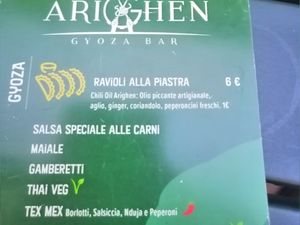 ARIGHEN
GYOZA BAR
GYOZA
RAVIOLI ALLA PIASTRA 6 €
Chili Oil Arighen: Olio piccante artigianale,
aglio, ginger, coriandolo, peperoncini freschi. 1€
SALSA SPECIALE ALLE CARNI
MAIALE
GAMBERETTI
THAI VEG
TEX MEX Borlotti, Salsiccia, Nduja e Peperoni